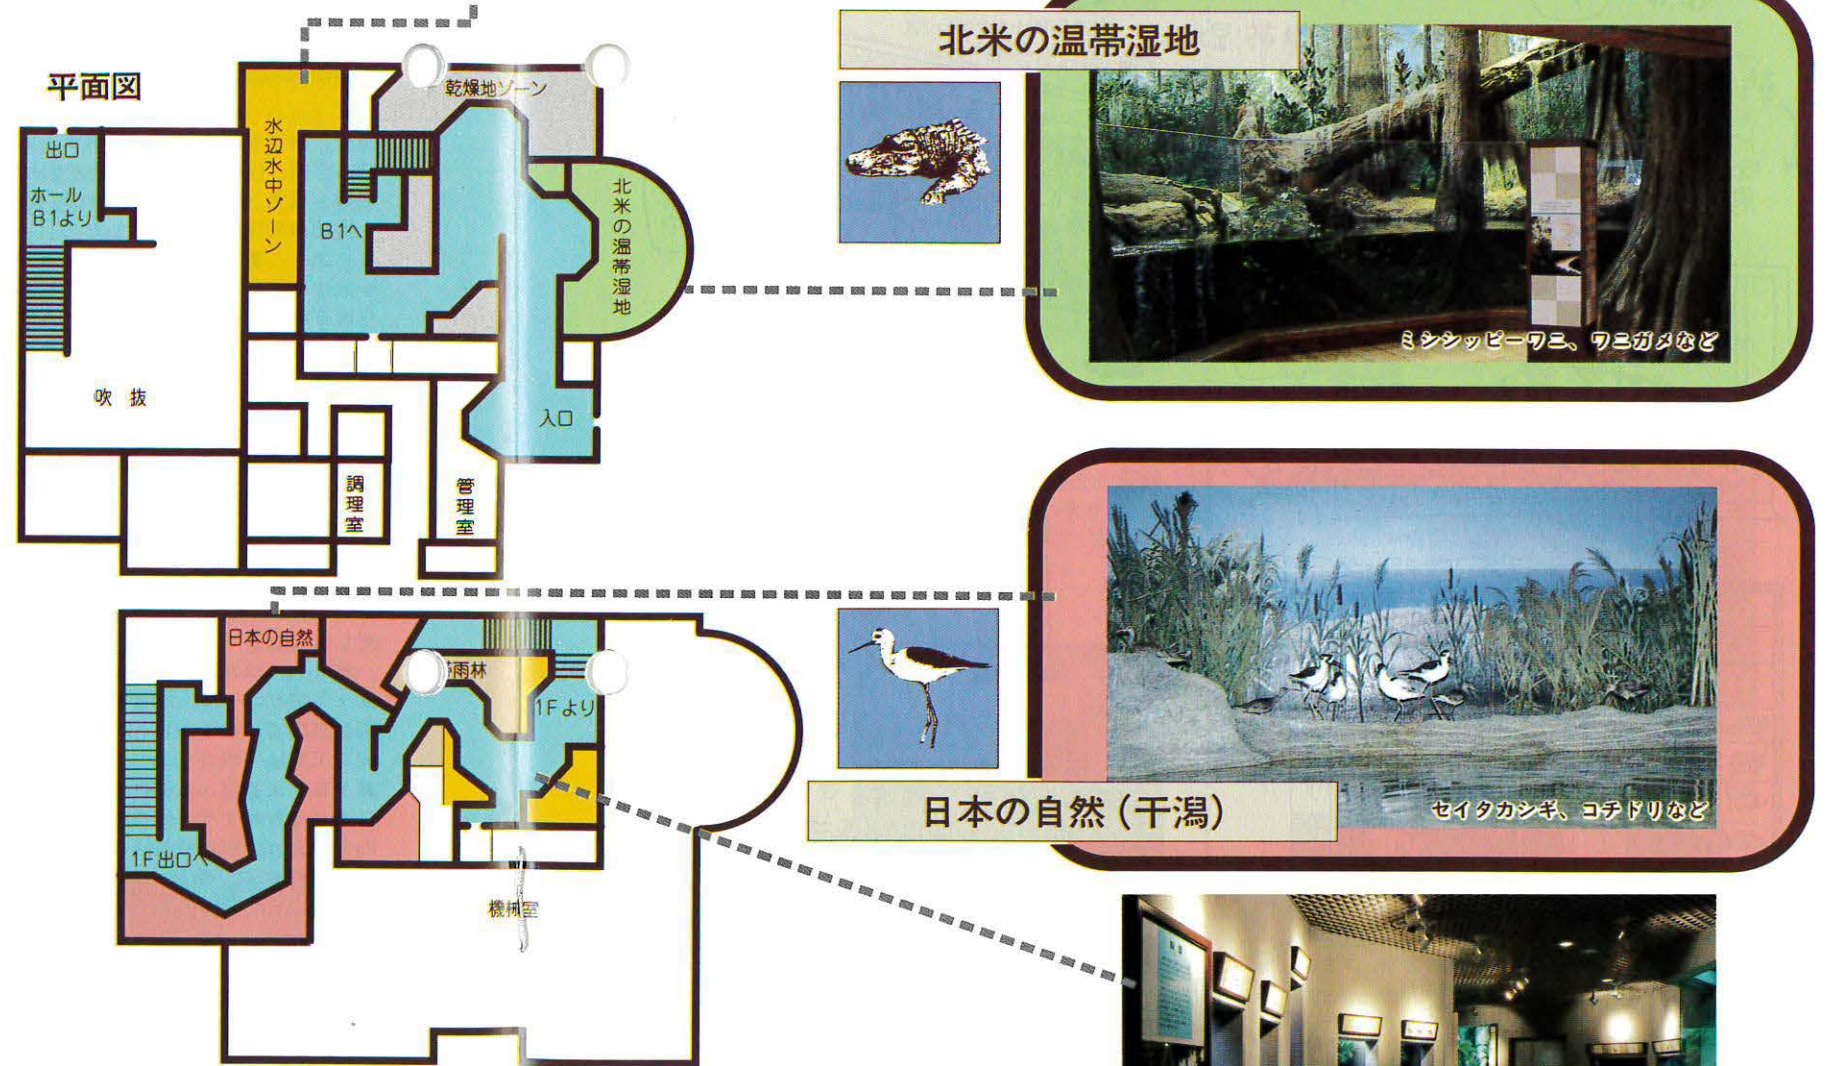 平面図
出口
ホール
B1より
水辺水中ゾーン
乾燥地ゾーン
B1へ
北米の温帯湿地
吹抜
入口
調理室
管理室
北米の温帯湿地
ミシシッピーワニ、ワニガメなど
日本の自然
雨林
1Fより
1F出口へ
機械室
日本の自然(干潟)
セイタカシギ、コチドリなど